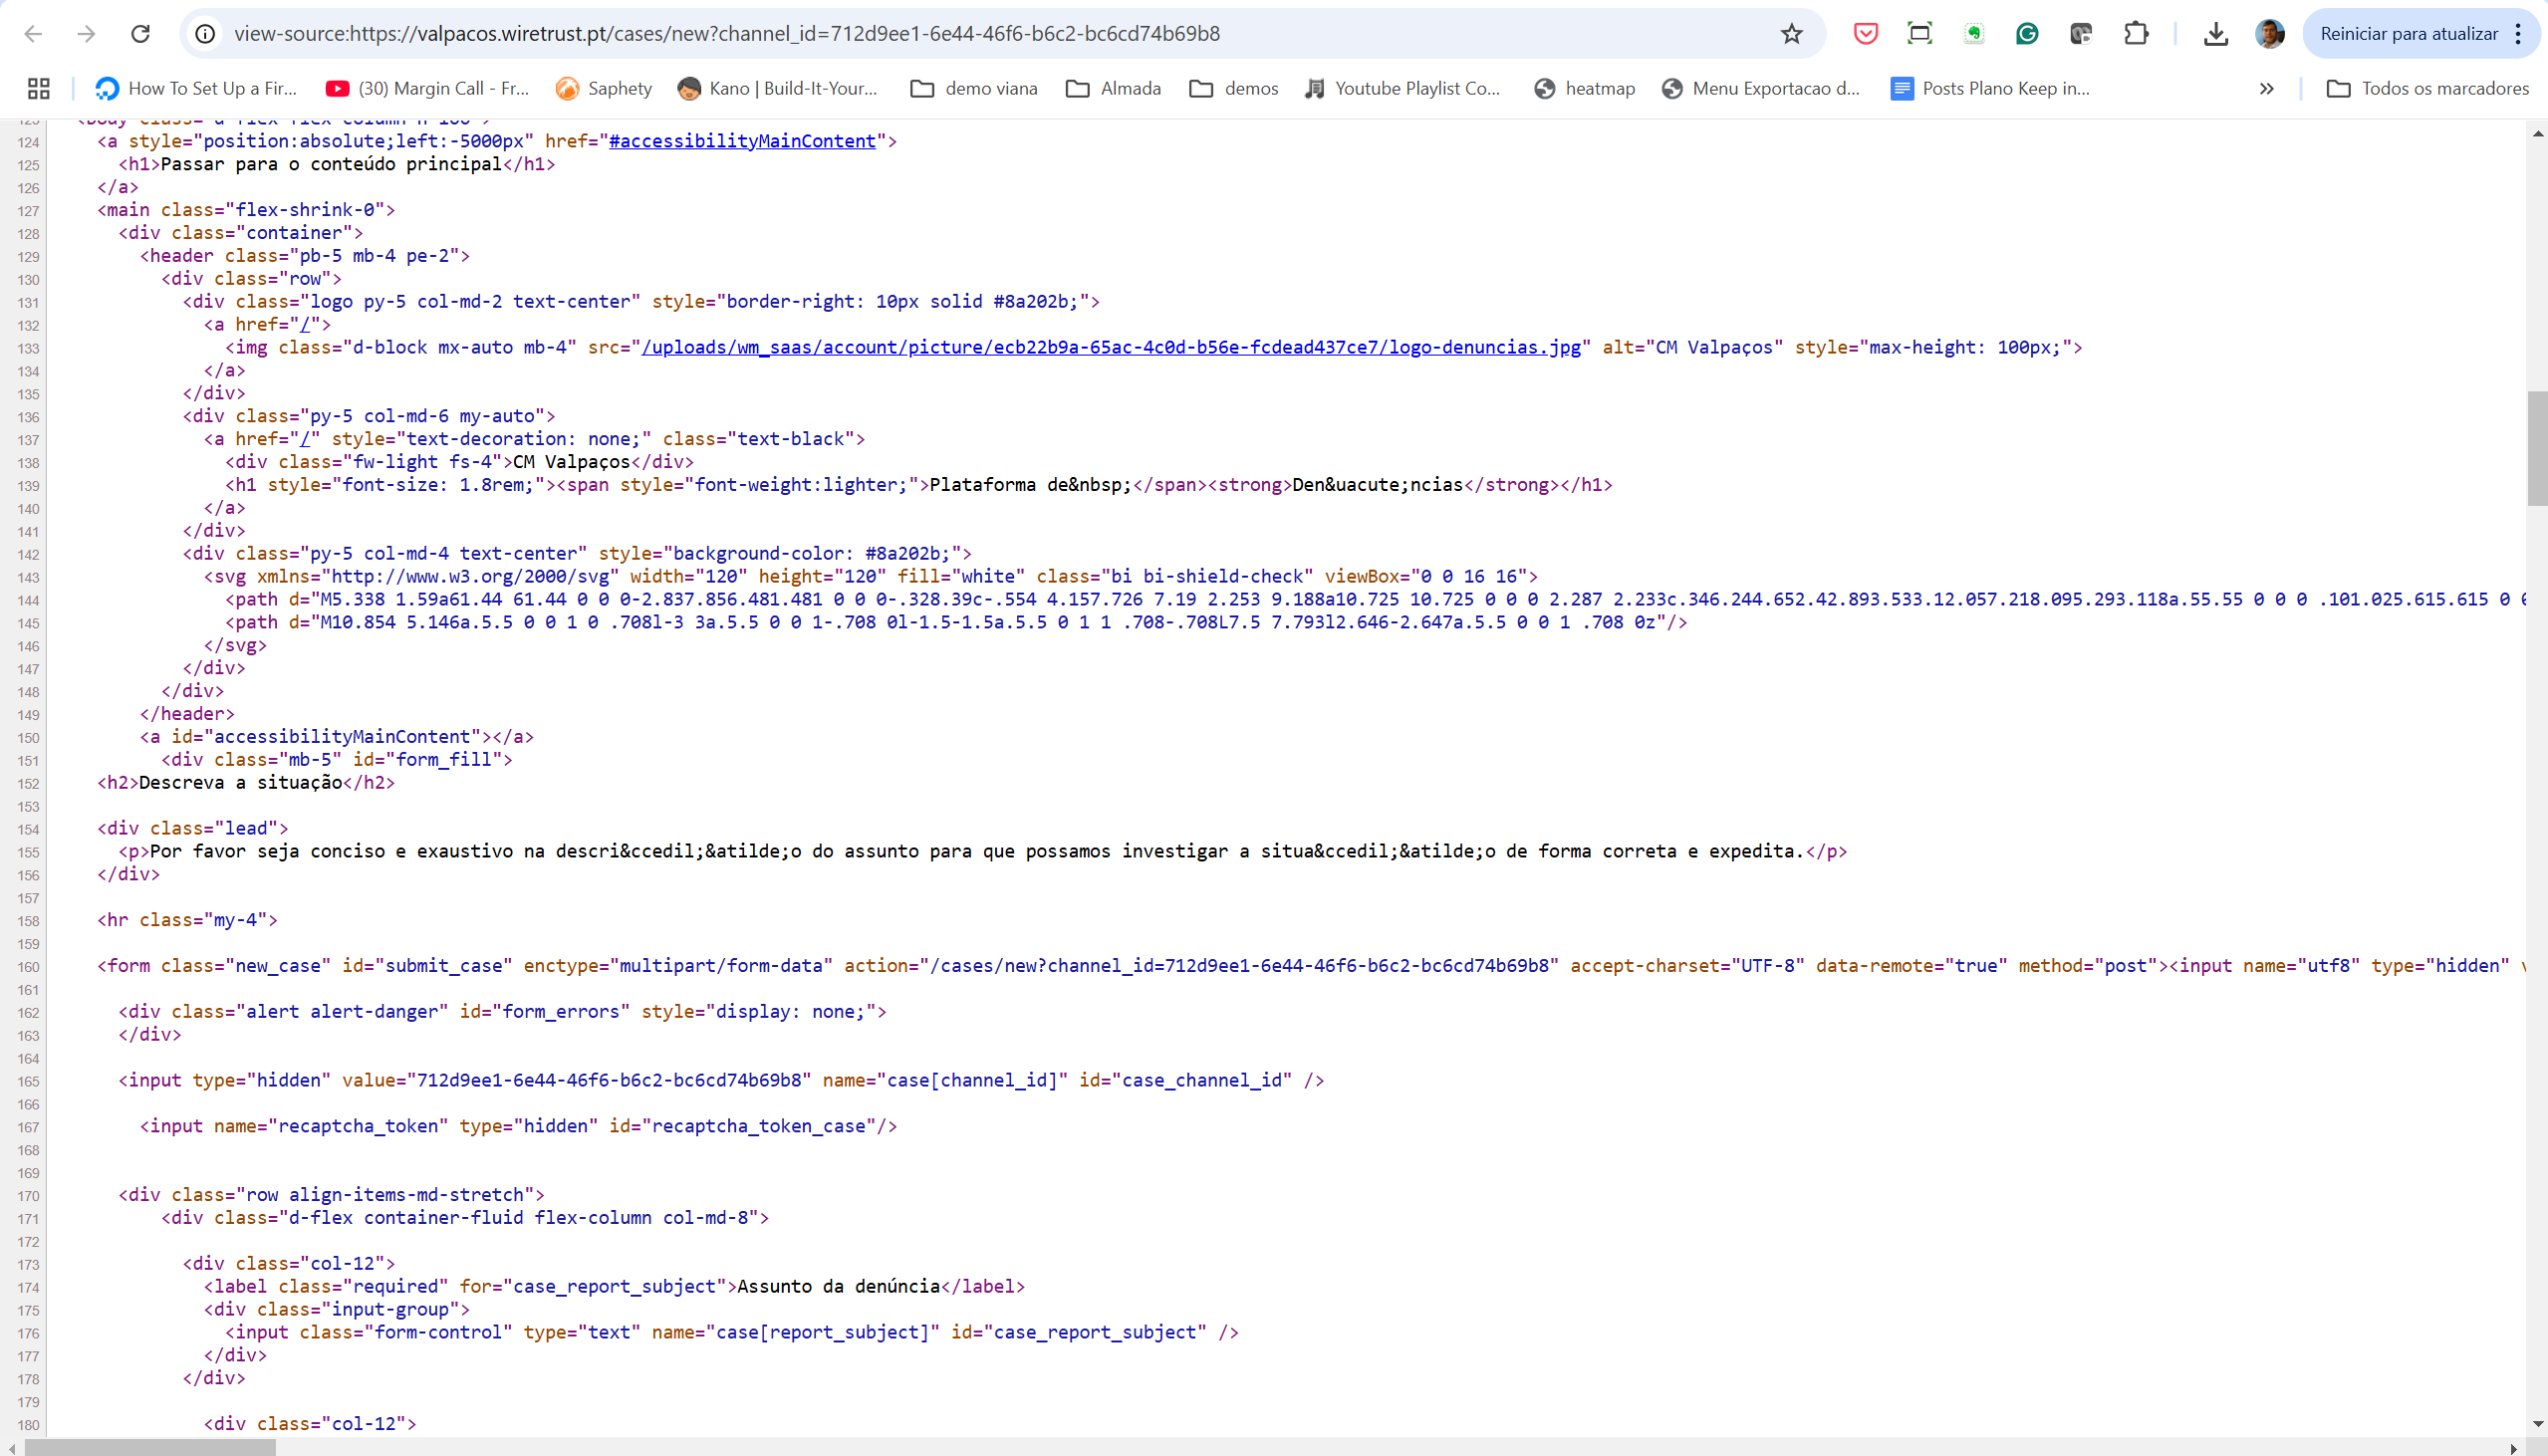 view-source:https://valpacos.wiretrust.pt/cases/new?channel_id=712d9ee1-6e44-46f6-b6c2-bc6cd74b69b8
Reiniciar para atualizar
How To Set Up a Fir...
(30) Margin Call - Fr...
Saphety
Kano | Build-It-Your...
demo viana
Almada
demos
Youtube Playlist Co...
heatmap
Menu Exportacao d...
Posts Plano Keep in...
»
Todos os marcadores
124 <a style="position:absolute;left:-5000px" href="#accessibilityMainContent">
125 <h1>Passar para o conteúdo principal</h1>
126 </a>
127 <main class="flex-shrink-0">
128 <div class="container">
129 <header class="pb-5 mb-4 pe-2">
130 <div class="row">
131 <div class="logo py-5 col-md-2 text-center" style="border-right: 10px solid #8a202b;">
132 <a href="/">
133 <img class="d-block mx-auto mb-4" src="/uploads/wm_saas/account/picture/ecb22b9a-65ac-4c0d-b56e-fcdead437ce7/logo-denuncias.jpg" alt="CM Valpaços" style="max-height: 100px;">
134 </a>
135 </div>
136 <div class="py-5 col-md-6 my-auto">
137 <a href="/" style="text-decoration: none;" class="text-black">
138 <div class="fw-light fs-4">CM Valpaços</div>
139 <h1 style="font-size: 1.8rem;"><span style="font-weight:lighter;">Plataforma de&nbsp;</span><strong>Den&uacute;ncias</strong></h1>
140 </a>
141 </div>
142 <div class="py-5 col-md-4 text-center" style="background-color: #8a202b;">
143 <svg xmlns="http://www.w3.org/2000/svg" width="120" height="120" fill="white" class="bi bi-shield-check" viewBox="0 0 16 16">
144 <path d="M5.338 1.59a61.44 61.44 0 0 0-2.837.856.481.481 0 0 0-.328.39c-.554 4.157.726 7.19 2.253 9.188a10.725 10.725 0 0 0 2.287 2.233c.346.244.652.42.893.533.12.057.218.095.293.118a.55.55 0 0 0 .101.025.615.615 0
145 <path d="M10.854 5.146a.5.5 0 0 1 0 .708l-3 3a.5.5 0 0 1-.708 0l-1.5-1.5a.5.5 0 1 1 .708-.708L7.5 7.793l2.646-2.647a.5.5 0 0 1 .708 0z"/>
146 </svg>
147 </div>
148 </div>
149 </header>
150 <a id="accessibilityMainContent"></a>
151 <div class="mb-5" id="form_fill">
152 <h2>Descreva a situação</h2>
153
154 <div class="lead">
155 <p>Por favor seja conciso e exaustivo na descri&ccedil;&atilde;o do assunto para que possamos investigar a situa&ccedil;&atilde;o de forma correta e expedita.</p>
156 </div>
157
158 <hr class="my-4">
159
160 <form class="new_case" id="submit_case" enctype="multipart/form-data" action="/cases/new?channel_id=712d9ee1-6e44-46f6-b6c2-bc6cd74b69b8" accept-charset="UTF-8" data-remote="true" method="post"><input name="utf8" type="hidden"
161
162 <div class="alert alert-danger" id="form_errors" style="display: none;">
163 </div>
164
165 <input type="hidden" value="712d9ee1-6e44-46f6-b6c2-bc6cd74b69b8" name="case[channel_id]" id="case_channel_id" />
166
167 <input name="recaptcha_token" type="hidden" id="recaptcha_token_case"/>
168
169
170 <div class="row align-items-md-stretch">
171 <div class="d-flex container-fluid flex-column col-md-8">
172
173 <div class="col-12">
174 <label class="required" for="case_report_subject">Assunto da denúncia</label>
175 <div class="input-group">
176 <input class="form-control" type="text" name="case[report_subject]" id="case_report_subject" />
177 </div>
178 </div>
179
180 <div class="col-12">